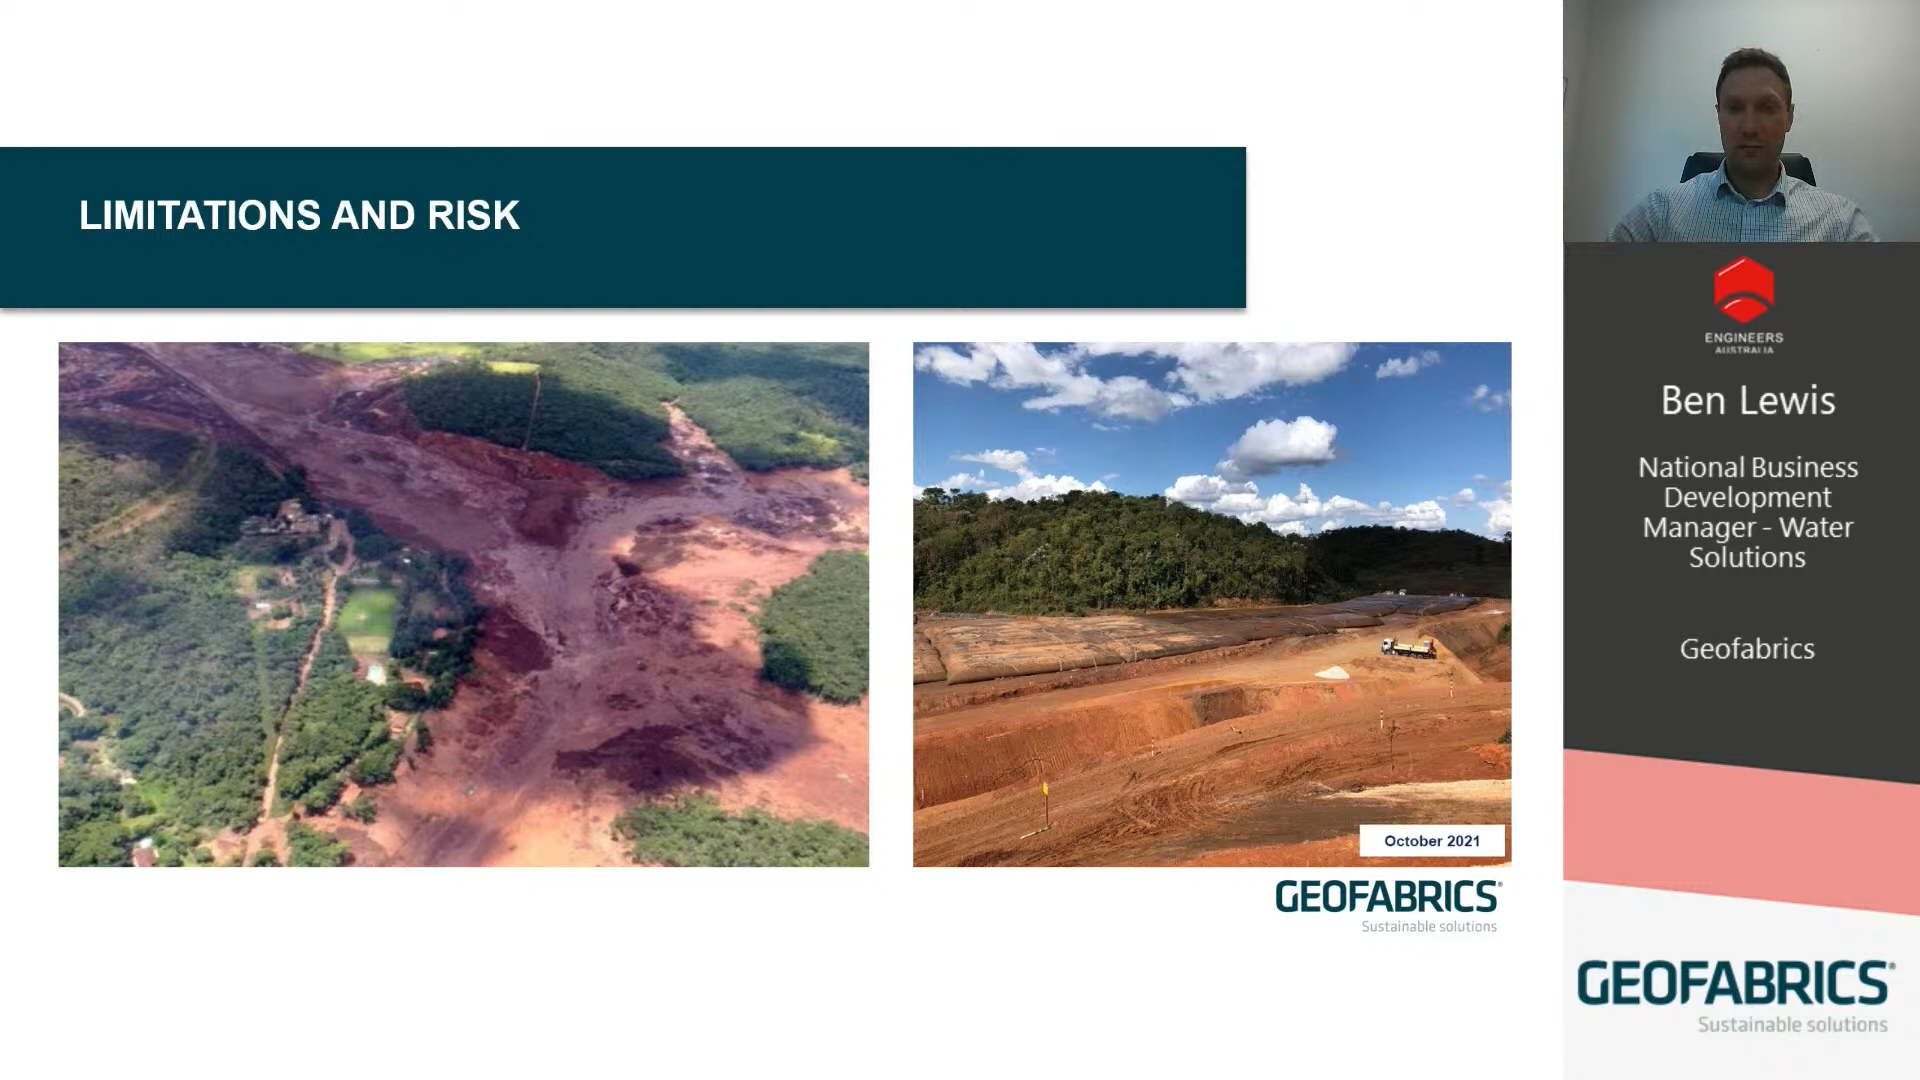 LIMITATIONS AND RISK
October 2021
GEOFABRICS®
Sustainable solutions
ENGINEERS
AUSTRALIA
Ben Lewis
National Business
Development
Manager - Water
Solutions
Geofabrics
GEOFABRICS®
Sustainable solutions